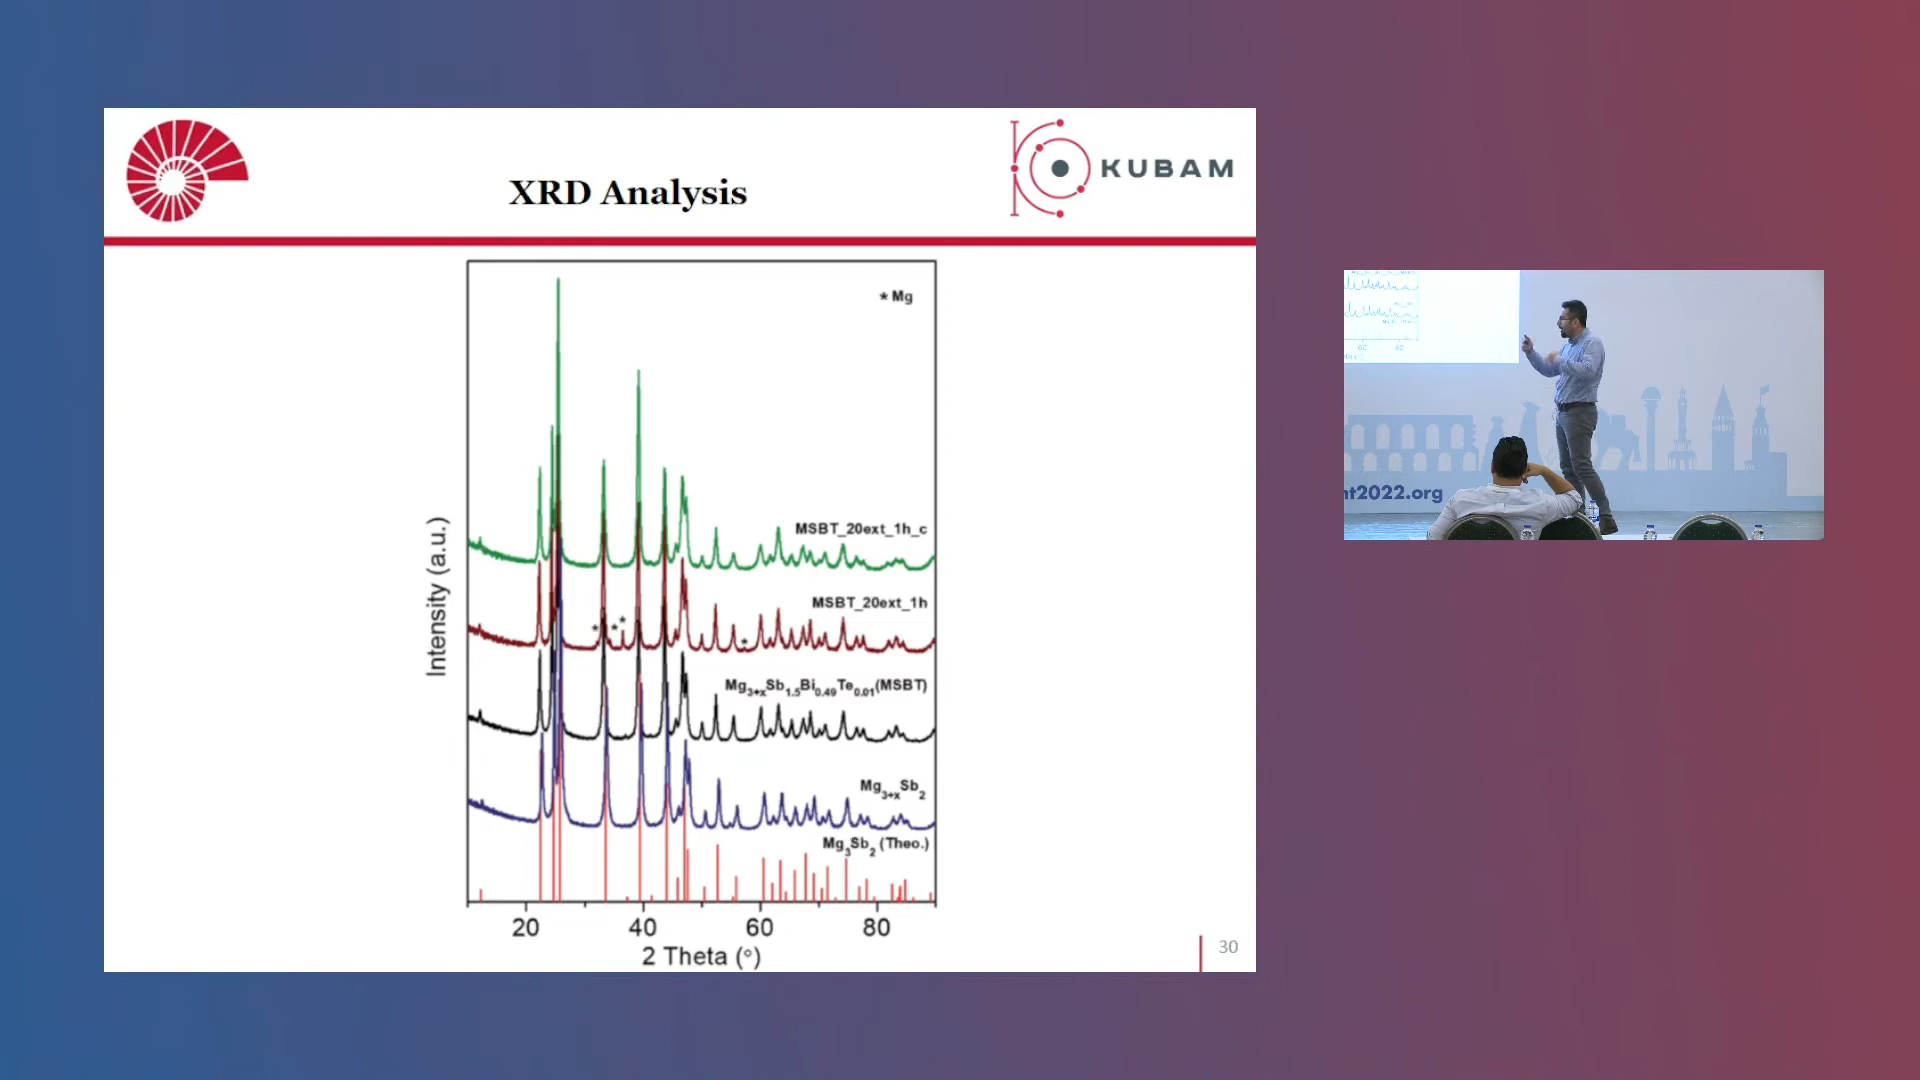 KUBAM
XRD Analysis
* Mg
MSBT_20ext_1h_c
MSBT_20ext_1h
* * *
*
Mg3+xSb1.5Bi0.49Te0.01(MSBT)
Mg3+xSb2
Mg3Sb2 (Theo.)
Intensity (a.u.)
20 40 60 80
2 Theta (°)
30
nt2022.org